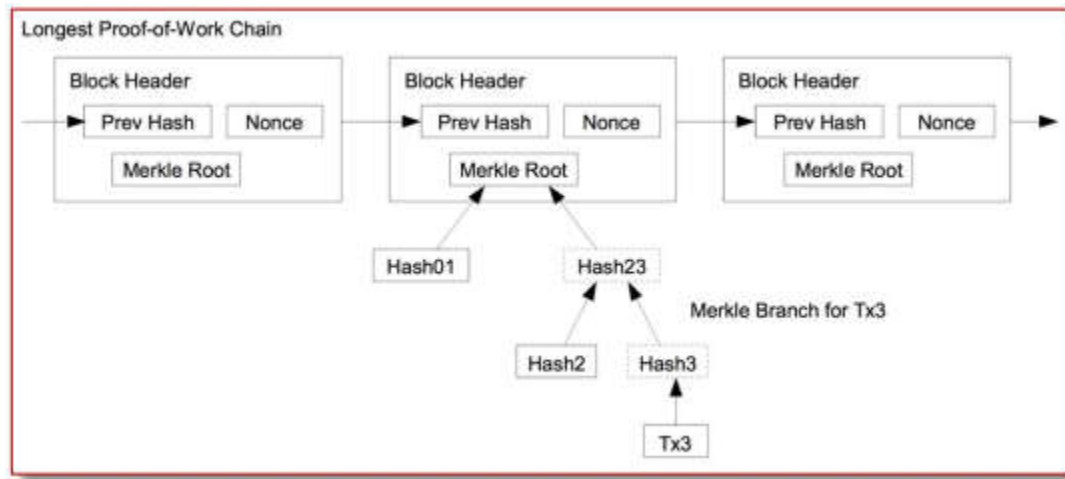 Longest Proof-of-Work Chain
Block Header
Prev Hash
Nonce
Merkle Root
Block Header
Prev Hash
Nonce
Merkle Root
Block Header
Prev Hash
Nonce
Merkle Root
Hash01
Hash23
Merkle Branch for Tx3
Hash2
Hash3
Tx3